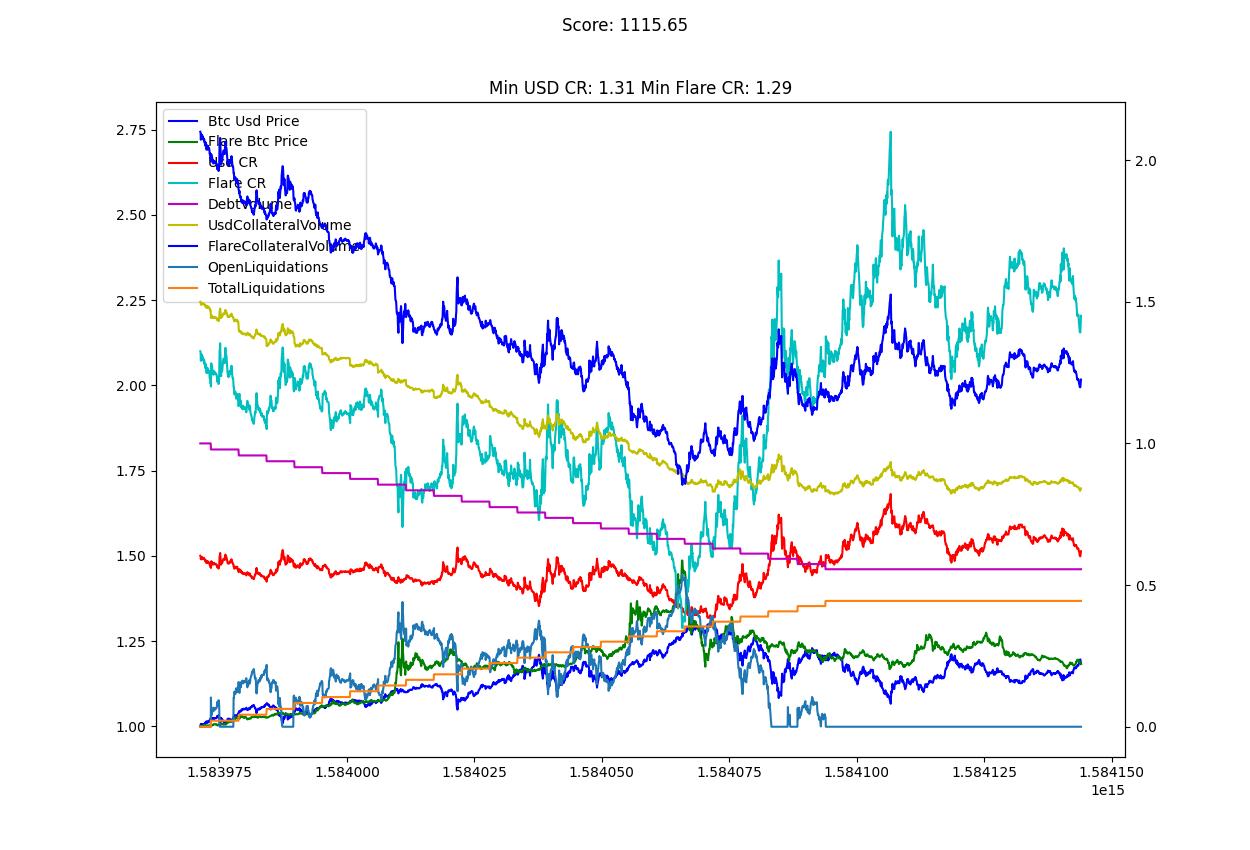 Score: 1115.65
Min USD CR: 1.31 Min Flare CR: 1.29
Btc Usd Price
Flare Btc Price
Usd CR
Flare CR
DebtVolume
UsdCollateralVolume
FlareCollateralVolume
OpenLiquidations
TotalLiquidations
2.75
2.50
2.25
2.00
1.75
1.50
1.25
1.00
2.0
1.5
1.0
0.5
0.0
1.583975 1.584000 1.584025 1.584050 1.584075 1.584100 1.584125 1.584150
1e15